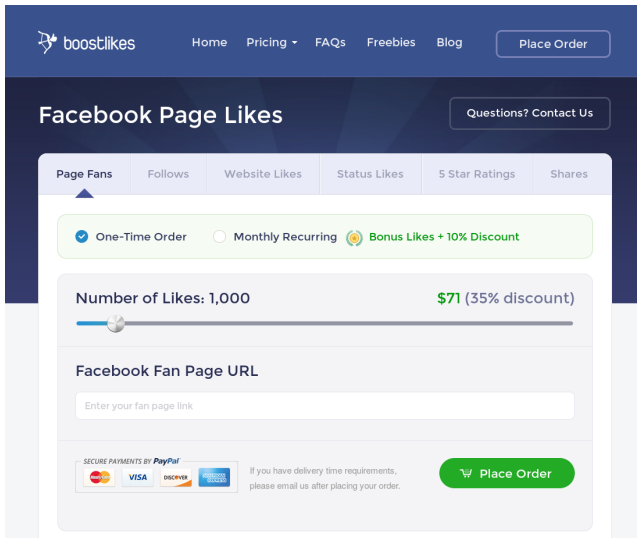 boostlikes
Home Pricing FAQs Freebies Blog Place Order
Facebook Page Likes
Questions? Contact Us
Page Fans Follows Website Likes Status Likes 5 Star Ratings Shares
One-Time Order Monthly Recurring Bonus Likes + 10% Discount
Number of Likes: 1,000 $71 (35% discount)
Facebook Fan Page URL
Enter your fan page link
SECURE PAYMENTS BY PayPal
MasterCard VISA DISCOVER
If you have delivery time requirements,
please email us after placing your order.
Place Order